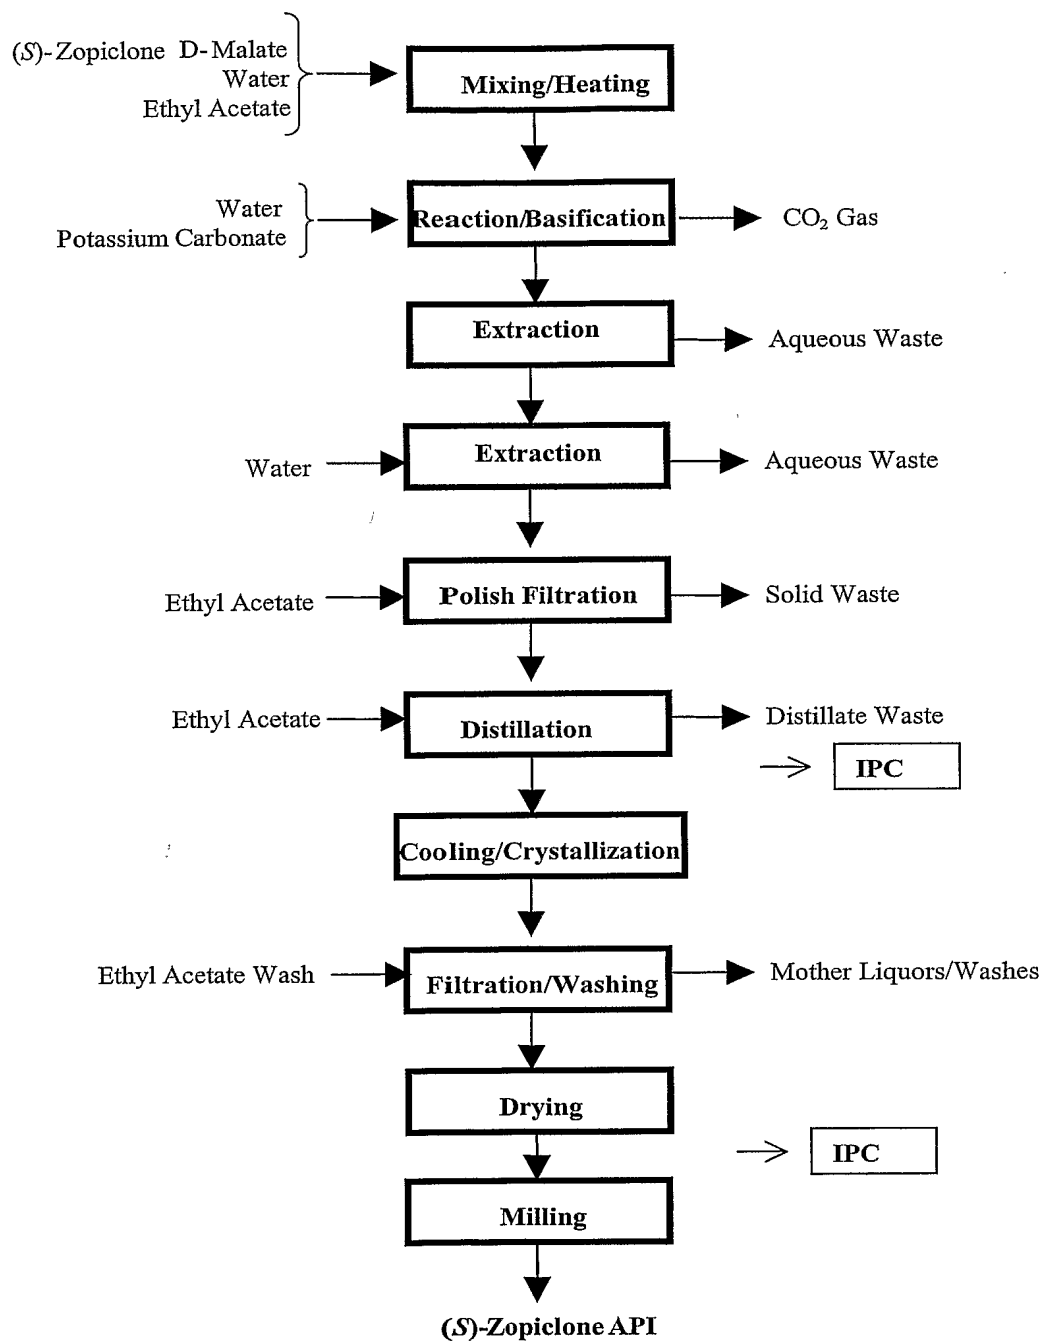 (S)-Zopiclone D-Malate
Water
Ethyl Acetate
Mixing/Heating
Water
Potassium Carbonate
Reaction/Basification
CO₂ Gas
Extraction
Aqueous Waste
Water
Extraction
Aqueous Waste
Ethyl Acetate
Polish Filtration
Solid Waste
Ethyl Acetate
Distillation
Distillate Waste
IPC
Cooling/Crystallization
Ethyl Acetate Wash
Filtration/Washing
Mother Liquors/Washes
Drying
IPC
Milling
(S)-Zopiclone API